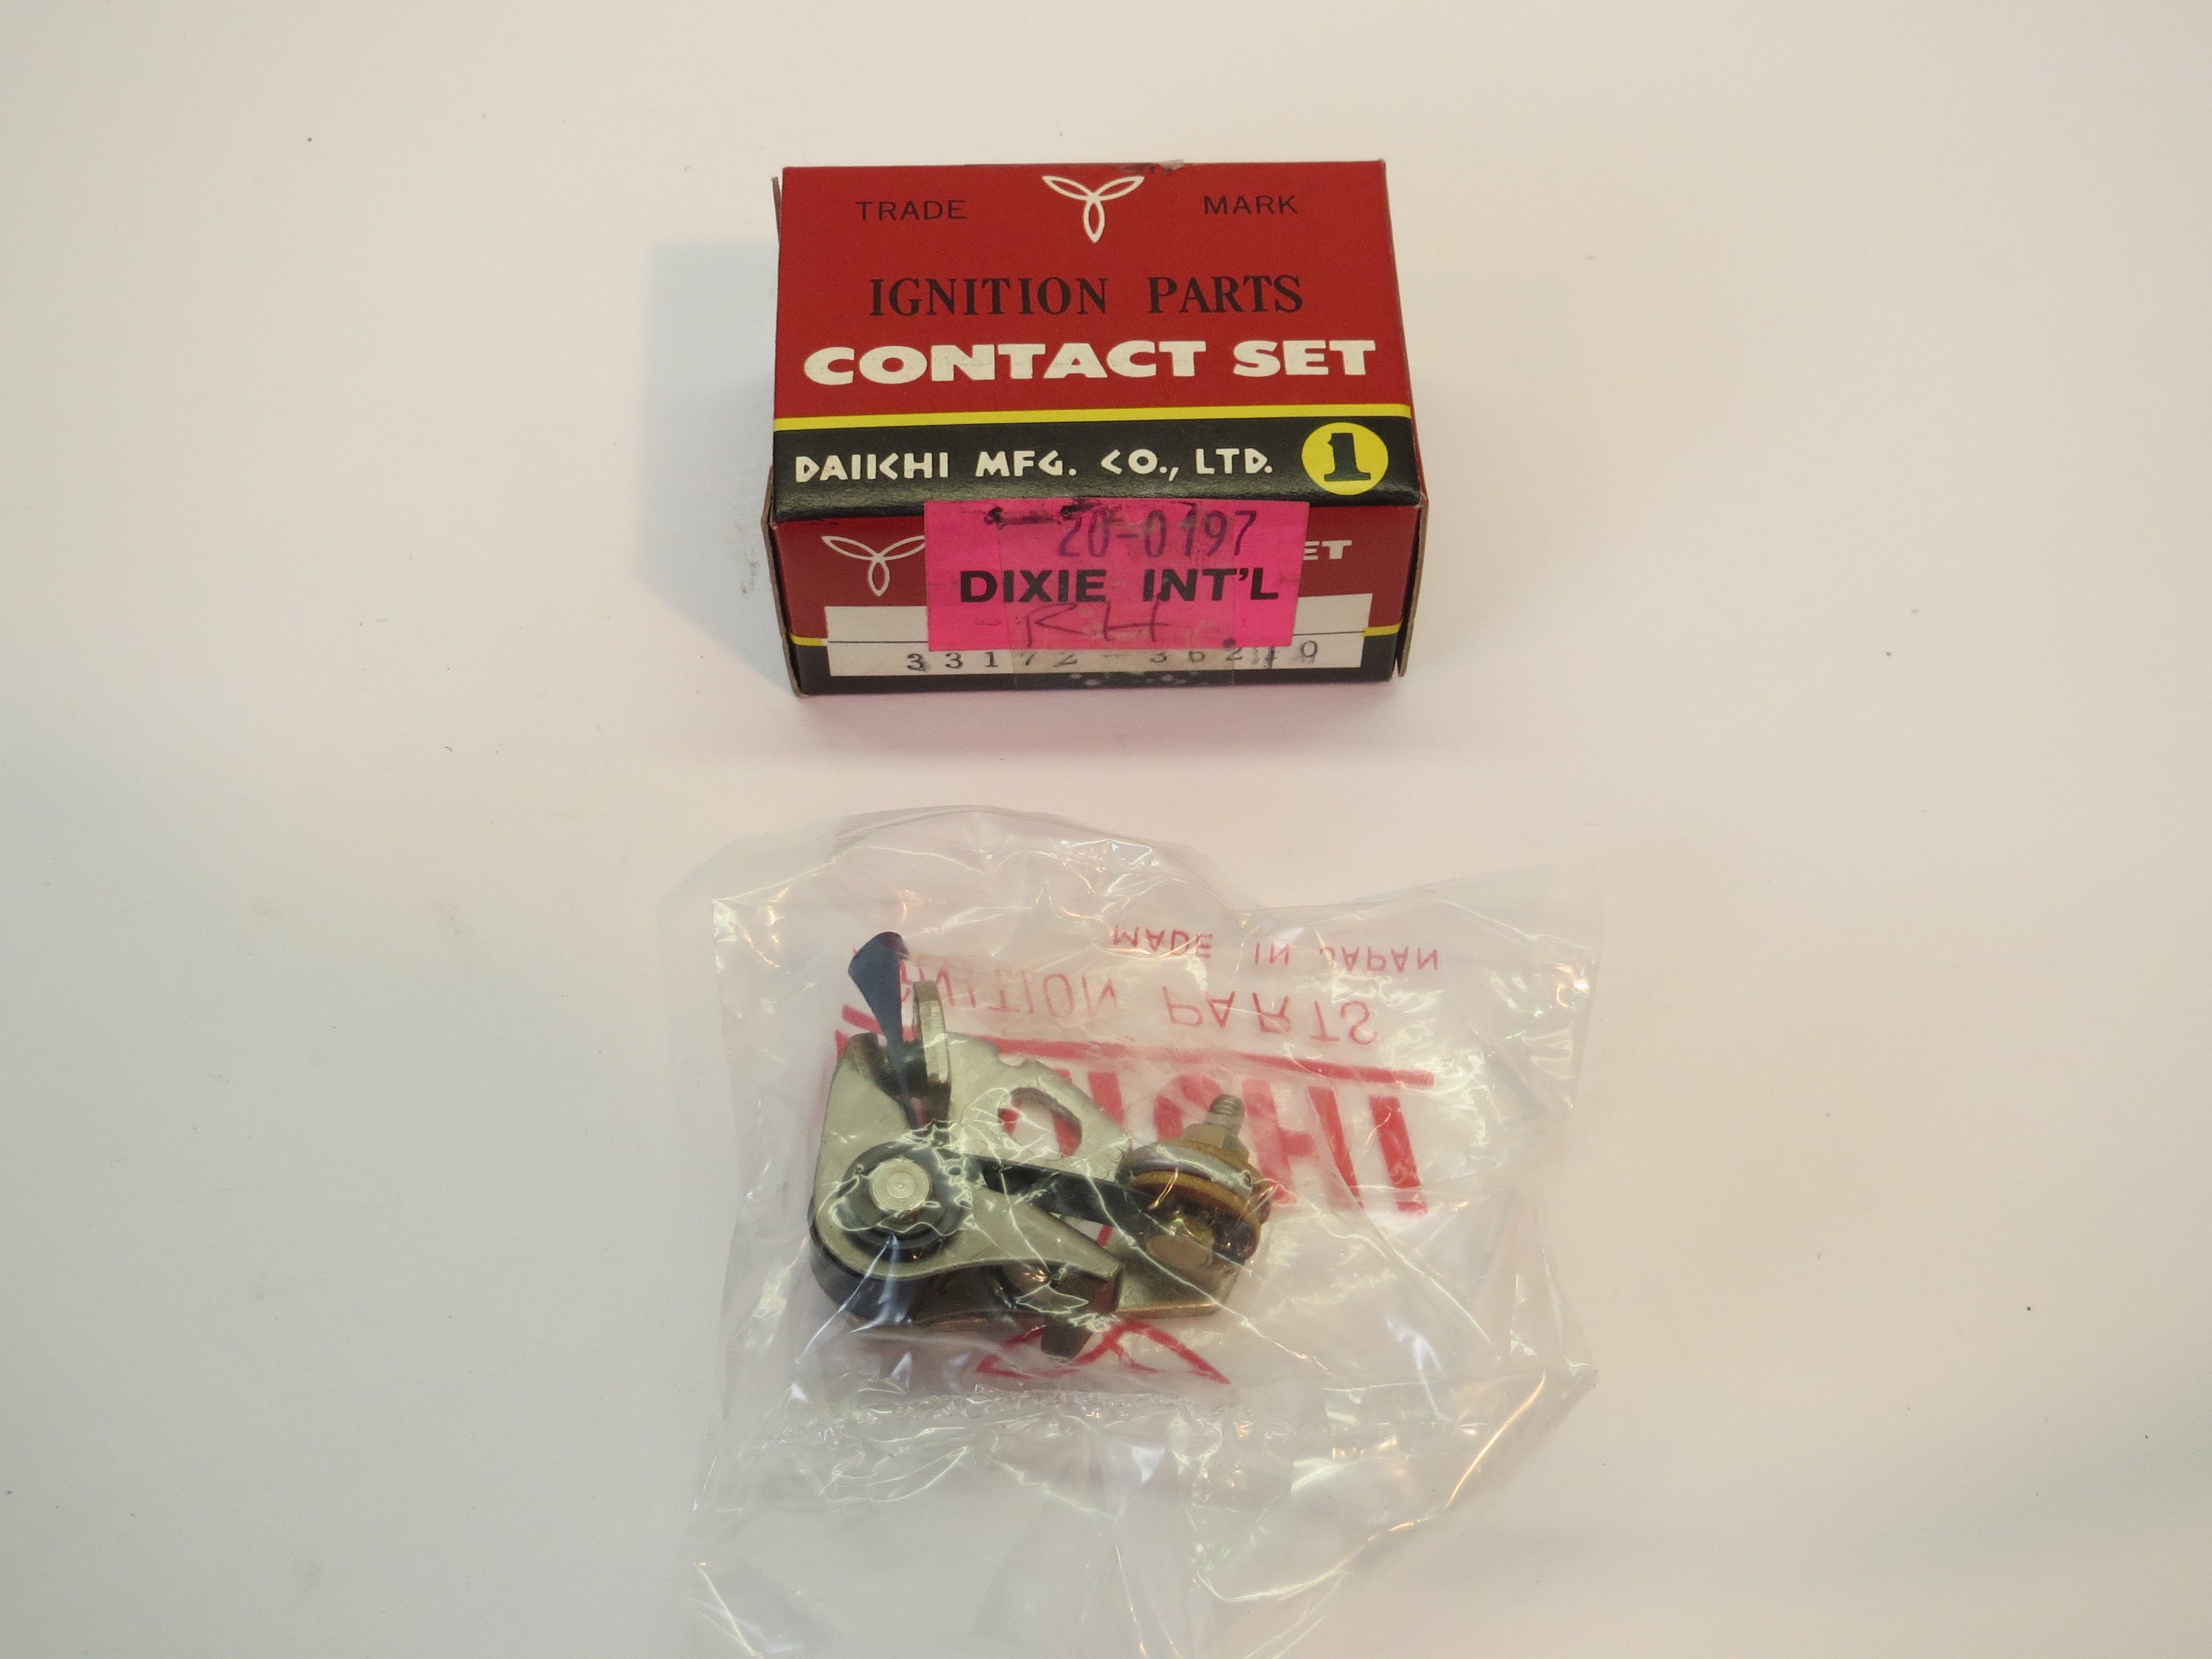 TRADE MARK
IGNITION PARTS
CONTACT SET
DAIICHI MFG. CO., LTD. 1
20-0197
ET
DIXIE INT'L
RH
MADE IN JAPAN
PARTS